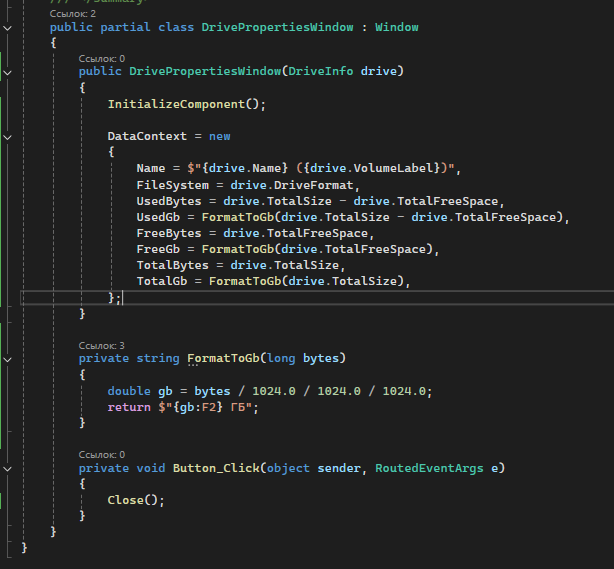 /// </summary>
Ссылок: 2
public partial class DrivePropertiesWindow : Window
{
Ссылок: 0
public DrivePropertiesWindow(DriveInfo drive)
{
InitializeComponent();
DataContext = new
{
Name = $"{drive.Name} ({drive.VolumeLabel})",
FileSystem = drive.DriveFormat,
UsedBytes = drive.TotalSize - drive.TotalFreeSpace,
UsedGb = FormatToGb(drive.TotalSize - drive.TotalFreeSpace),
FreeBytes = drive.TotalFreeSpace,
FreeGb = FormatToGb(drive.TotalFreeSpace),
TotalBytes = drive.TotalSize,
TotalGb = FormatToGb(drive.TotalSize),
};
}
Ссылок: 3
private string FormatToGb(long bytes)
{
double gb = bytes / 1024.0 / 1024.0 / 1024.0;
return $"{gb:F2} ГБ";
}
Ссылок: 0
private void Button_Click(object sender, RoutedEventArgs e)
{
Close();
}
}
}